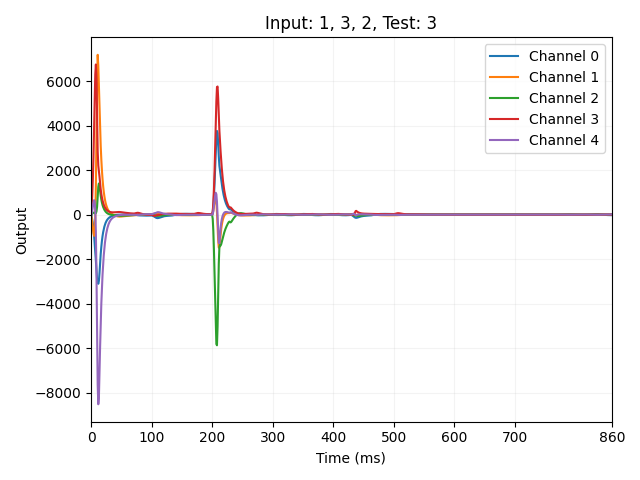 Input: 1, 3, 2, Test: 3
Channel 0
Channel 1
Channel 2
Channel 3
Channel 4
6000
4000
2000
0
−2000
−4000
−6000
−8000
Output
0 100 200 300 400 500 600 700 860
Time (ms)